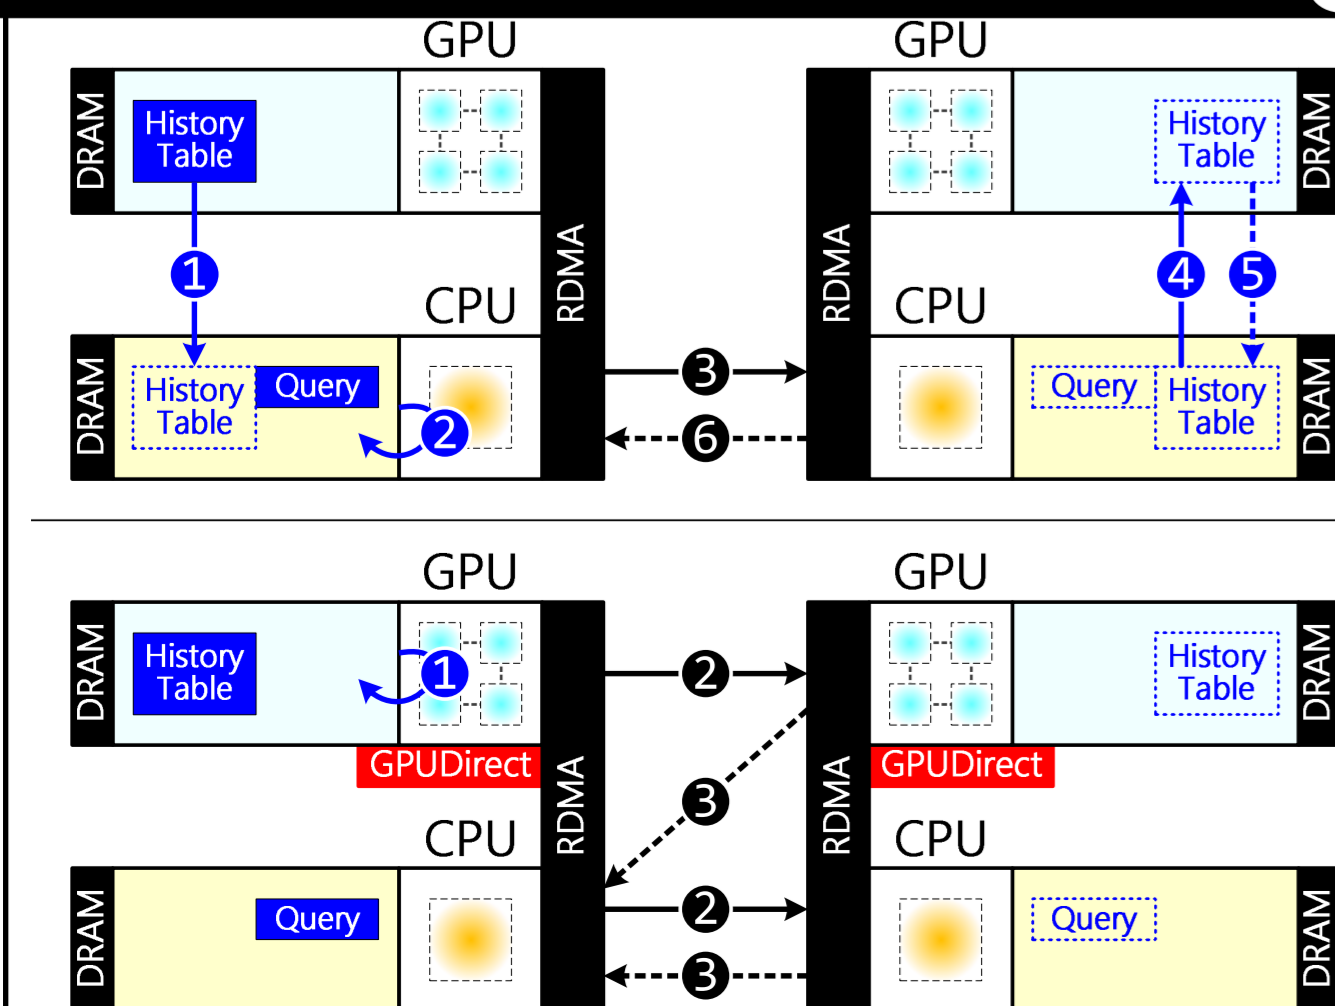 GPU
GPU
DRAM
History
Table
History
Table
DRAM
1
RDMA
RDMA
4
5
CPU
CPU
DRAM
History
Table
Query
2
3
6
Query
History
Table
DRAM
GPU
GPU
DRAM
History
Table
1
2
History
Table
DRAM
GPUDirect
GPUDirect
RDMA
3
RDMA
CPU
CPU
DRAM
Query
2
3
Query
DRAM